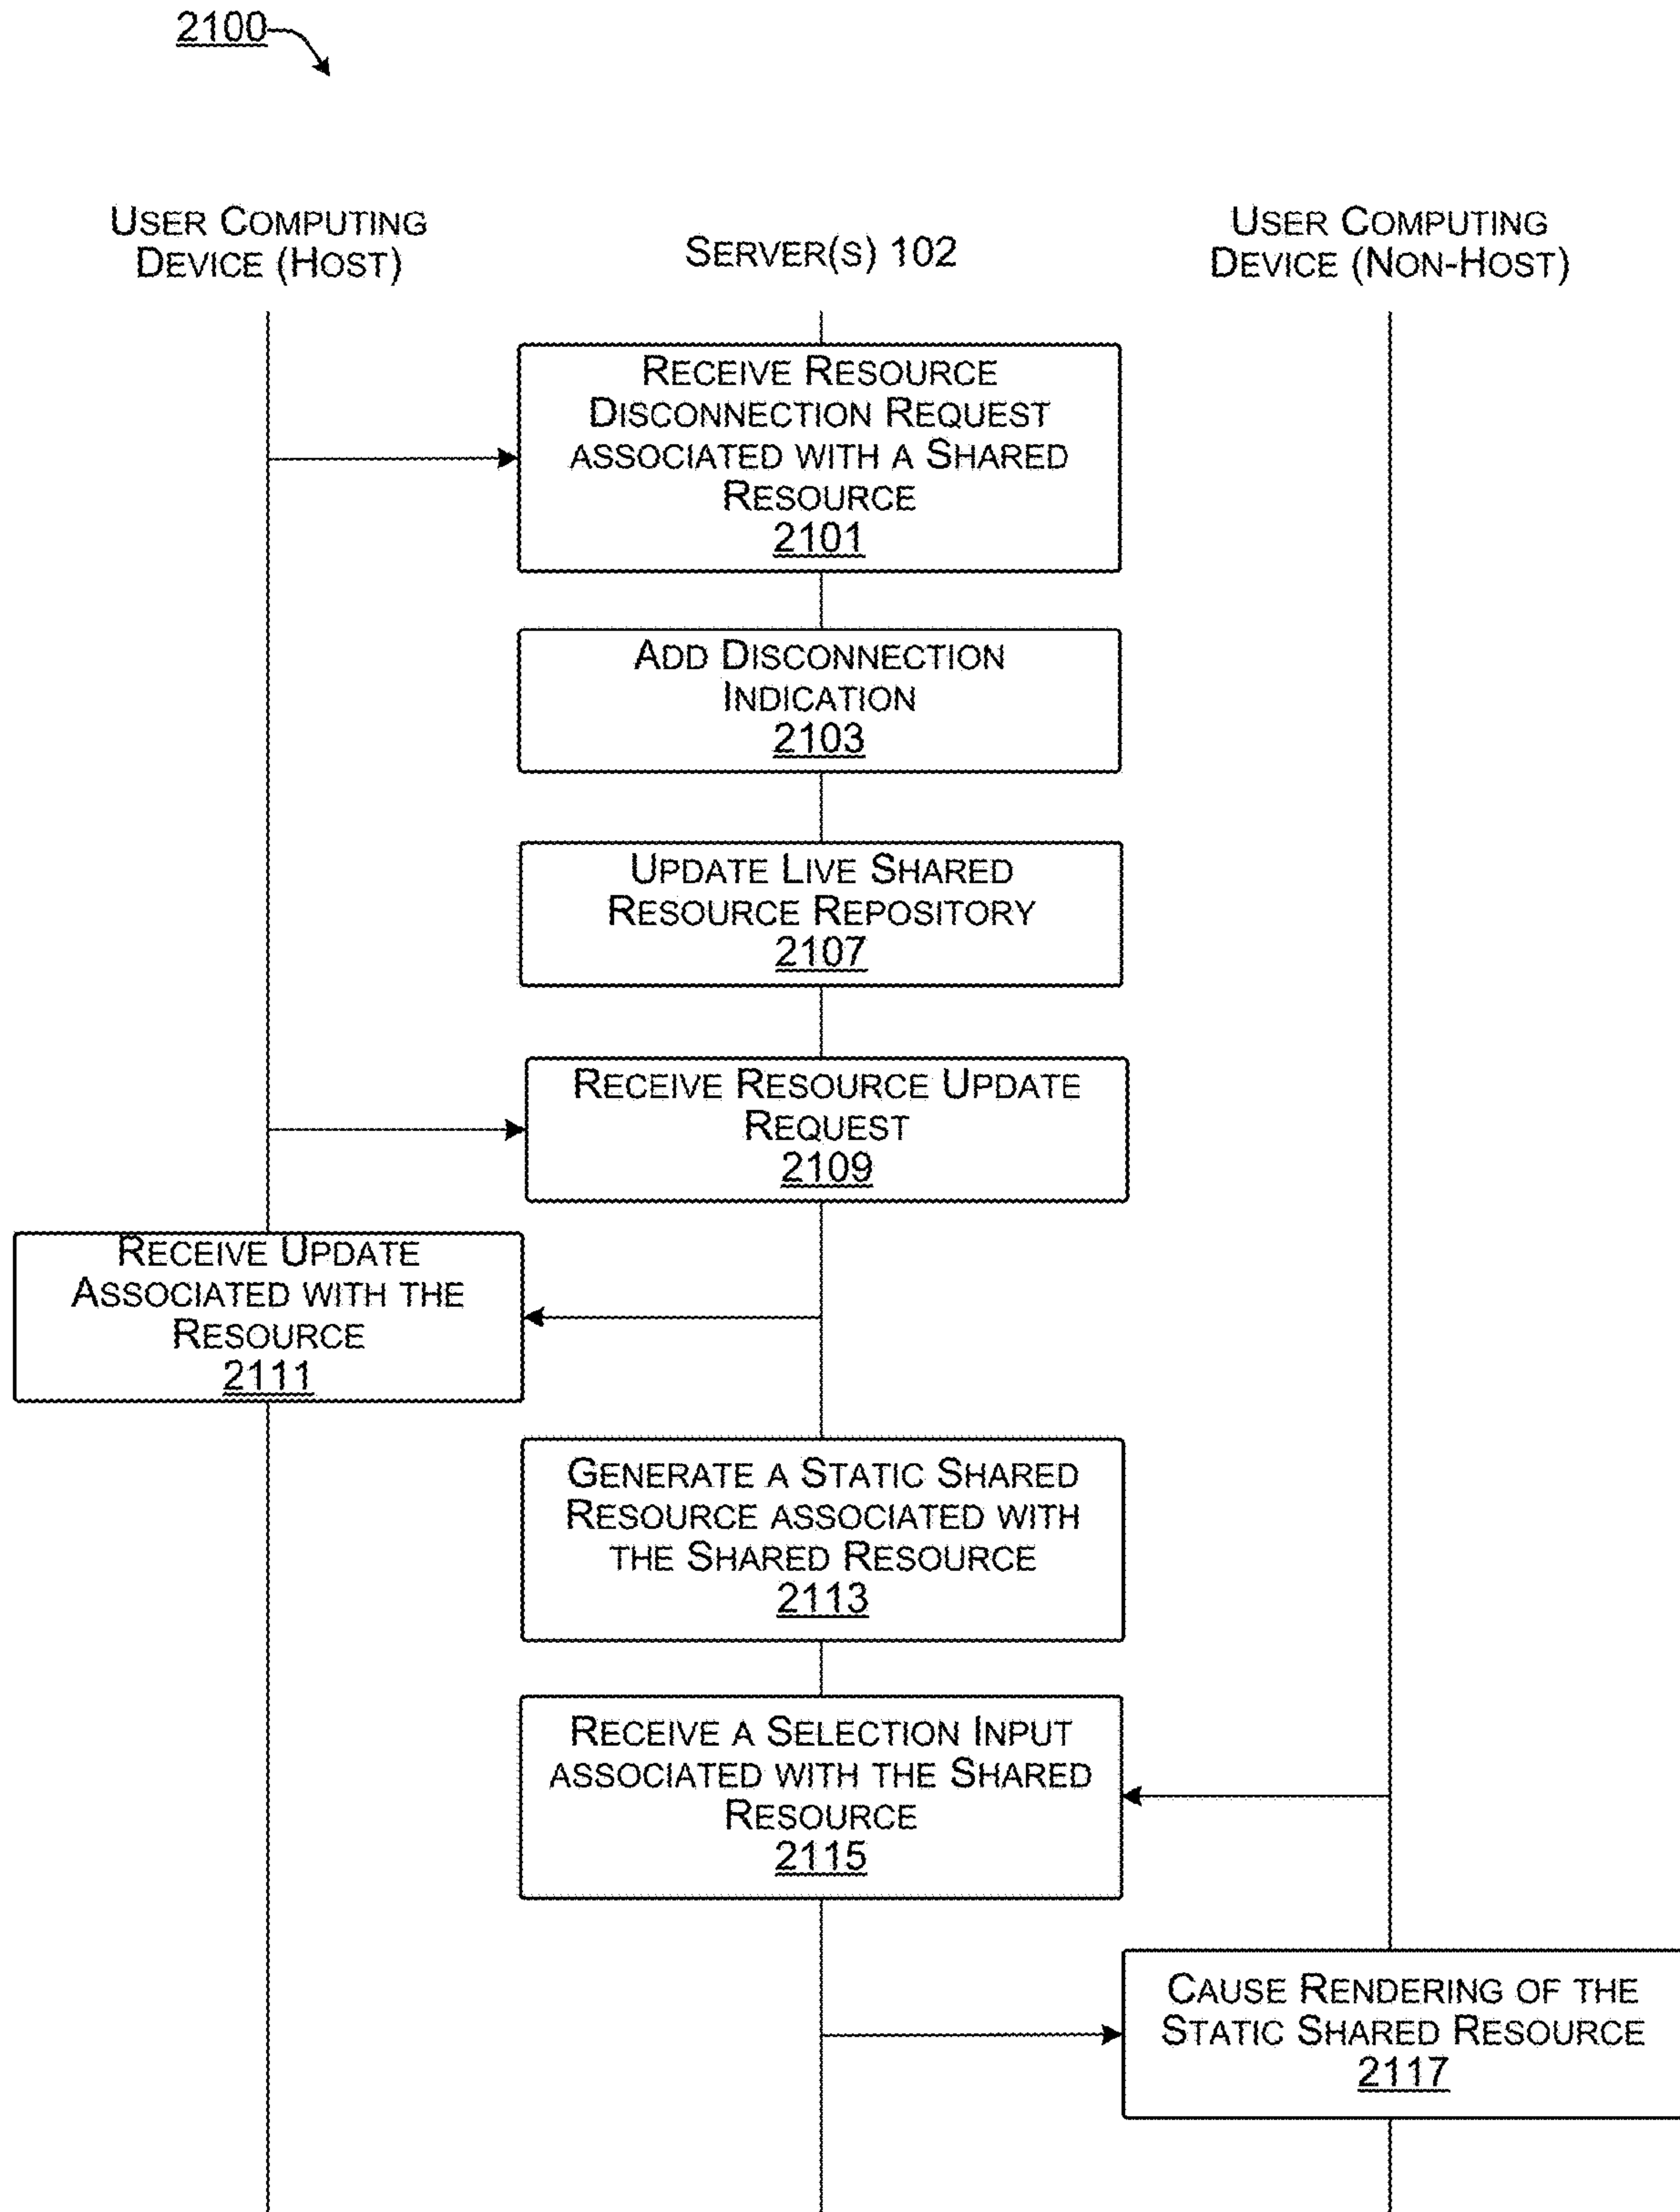 2100
USER COMPUTING
DEVICE (HOST)
SERVER(S) 102
USER COMPUTING
DEVICE (NON-HOST)
RECEIVE RESOURCE
DISCONNECTION REQUEST
ASSOCIATED WITH A SHARED
RESOURCE
2101
ADD DISCONNECTION
INDICATION
2103
UPDATE LIVE SHARED
RESOURCE REPOSITORY
2107
RECEIVE RESOURCE UPDATE
REQUEST
2109
RECEIVE UPDATE
ASSOCIATED WITH THE
RESOURCE
2111
GENERATE A STATIC SHARED
RESOURCE ASSOCIATED WITH
THE SHARED RESOURCE
2113
RECEIVE A SELECTION INPUT
ASSOCIATED WITH THE SHARED
RESOURCE
2115
CAUSE RENDERING OF THE
STATIC SHARED RESOURCE
2117